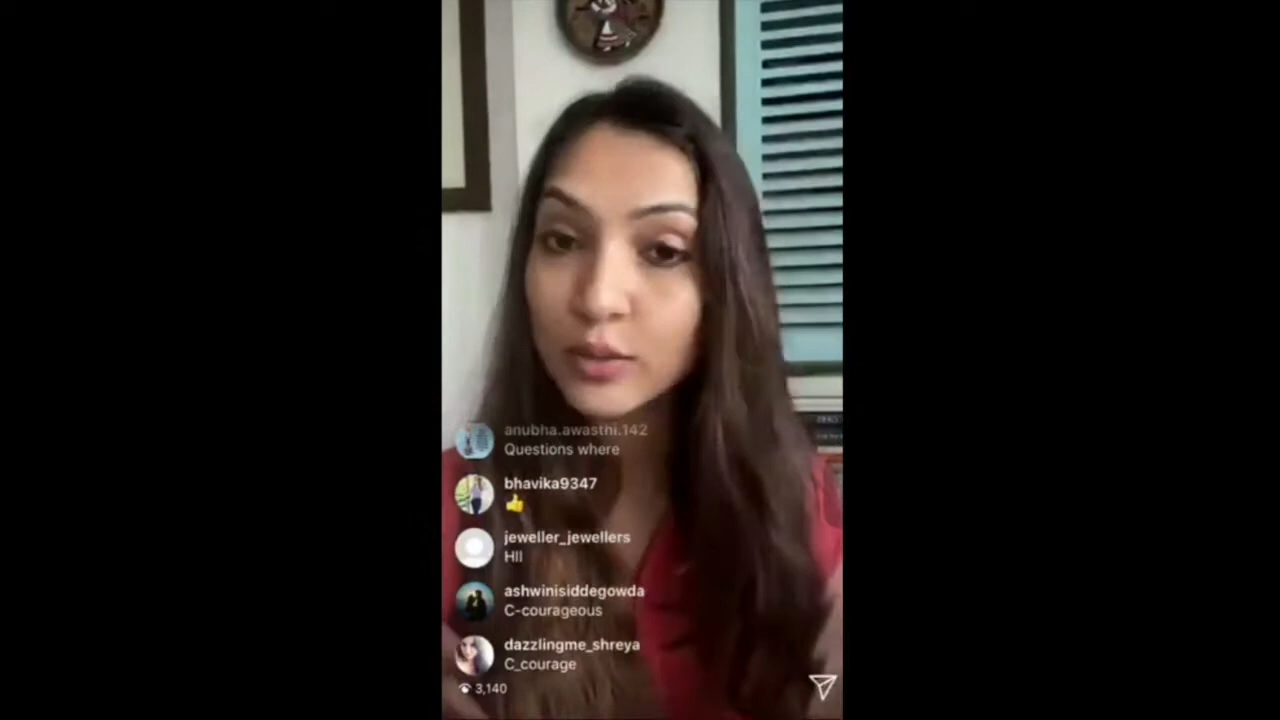 anubha.awasthi.142
Questions where
bhavika9347
👍
jeweller_jewellers
HII
ashwinisiddegowda
C-courageous
dazzlingme_shreya
C_courage
3,140